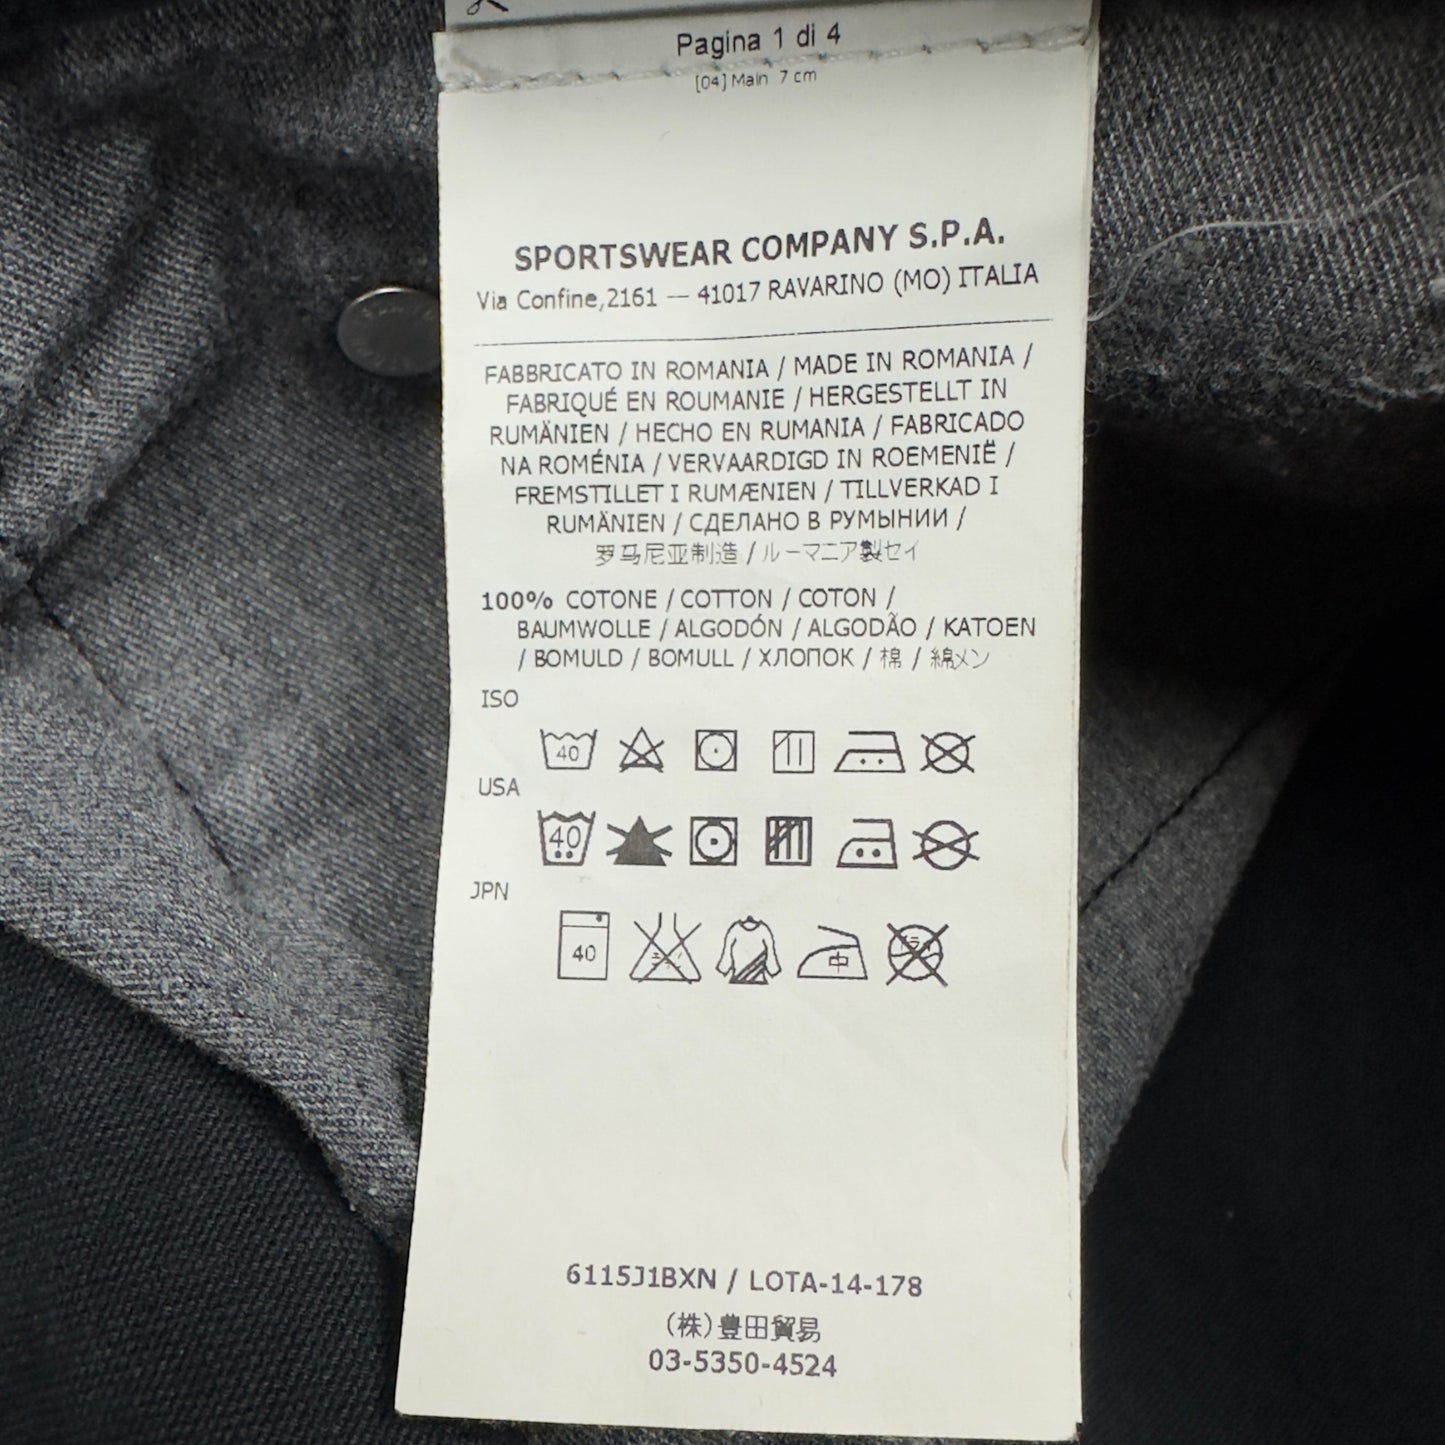 Pagina 1 di 4
[04] Main 7 cm
SPORTSWEAR COMPANY S.P.A.
Via Confine,2161 — 41017 RAVARINO (MO) ITALIA
FABBRICATO IN ROMANIA / MADE IN ROMANIA /
FABRIQUÉ EN ROUMANIE / HERGESTELLT IN
RUMÄNIEN / HECHO EN RUMANIA / FABRICADO
NA ROMÉNIA / VERVAARDIGD IN ROEMENIË /
FREMSTILLET I RUMÆNIEN / TILLVERKAD I
RUMÄNIEN / СДЕЛАНО В РУМЫНИИ /
罗马尼亚制造 / ルーマニア製セイ
100% COTONE / COTTON / COTON /
BAUMWOLLE / ALGODÓN / ALGODÃO / KATOEN
/ BOMULD / BOMULL / ХЛОПОК / 棉 / 綿メン
ISO
40
USA
40
JPN
40 中
6115J1BXN / LOTA-14-178
(株)豊田貿易
03-5350-4524